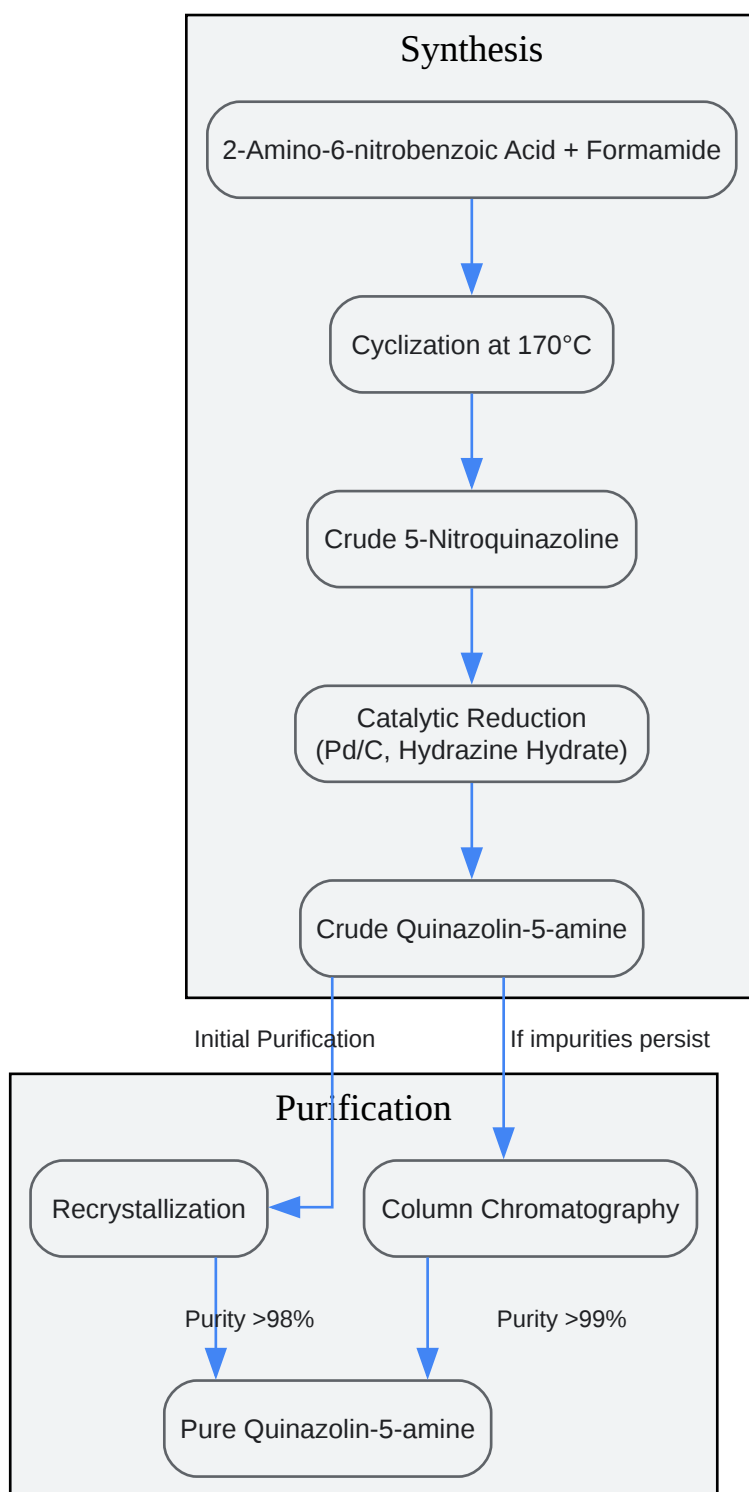 Synthesis
2-Amino-6-nitrobenzoic Acid + Formamide
Cyclization at 170°C
Crude 5-Nitroquinazoline
Catalytic Reduction
(Pd/C, Hydrazine Hydrate)
Crude Quinazolin-5-amine
Initial Purification
If impurities persist
Purification
Recrystallization
Column Chromatography
Purity >98%
Purity >99%
Pure Quinazolin-5-amine